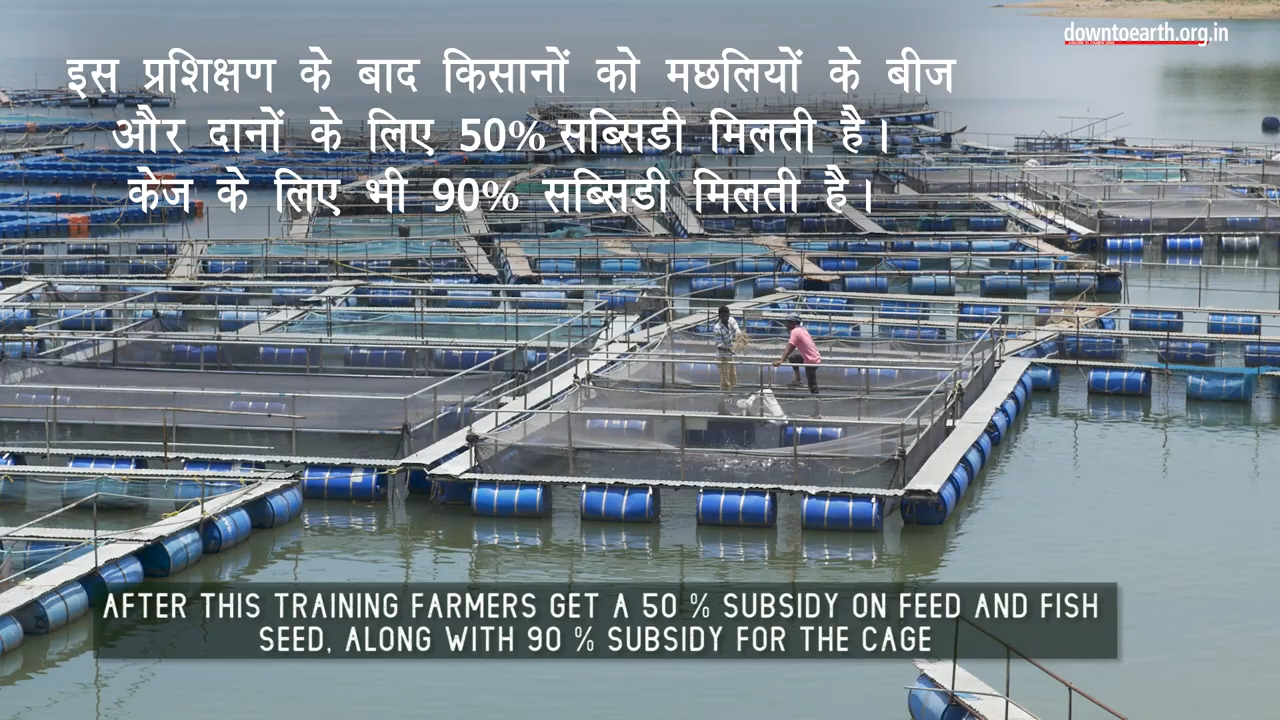 downtoearth.org.in
इस प्रशिक्षण के बाद किसानों को मछलियों के बीज
और दानों के लिए 50% सब्सिडी मिलती है।
केज के लिए भी 90% सब्सिडी मिलती है।
AFTER THIS TRAINING FARMERS GET A 50 % SUBSIDY ON FEED AND FISH
SEED, ALONG WITH 90 % SUBSIDY FOR THE CAGE